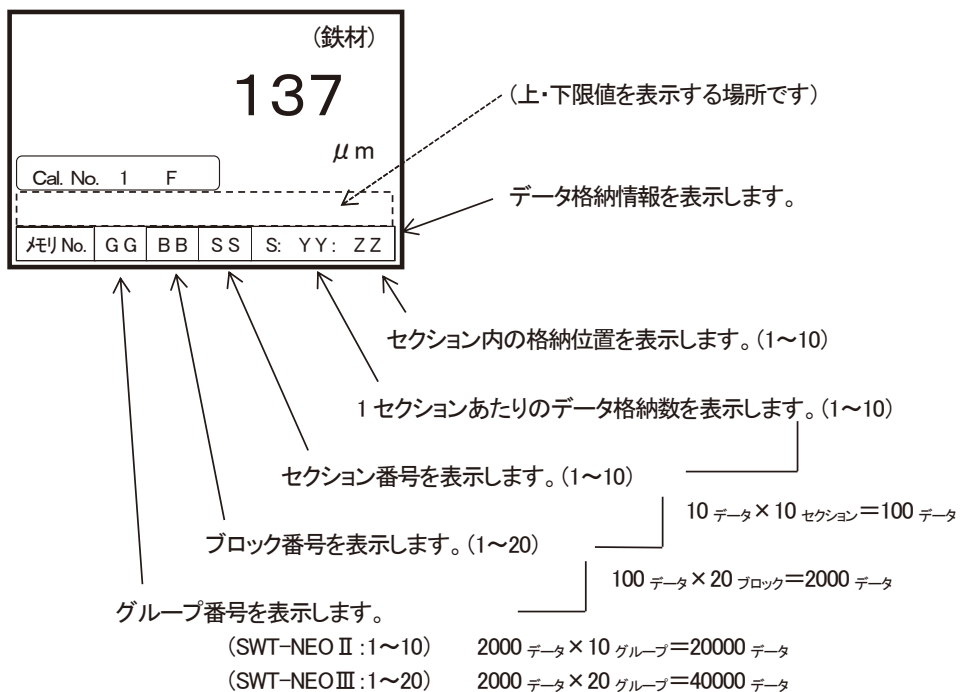 (鉄材)
137
μm
Cal. No. 1 F
メモリ No. GG BB SS S: YY: ZZ
(上・下限値を表示する場所です)
データ格納情報を表示します。
セクション内の格納位置を表示します。(1～10)
1 セクションあたりのデータ格納数を表示します。(1～10)
セクション番号を表示します。(1～10)
10 データ×10 セクション=100 データ
ブロック番号を表示します。(1～20)
100 データ×20 ブロック=2000 データ
グループ番号を表示します。
(SWT-NEOⅡ:1～10) 2000 データ×10 グループ=20000 データ
(SWT-NEOⅢ:1～20) 2000 データ×20 グループ=40000 データ